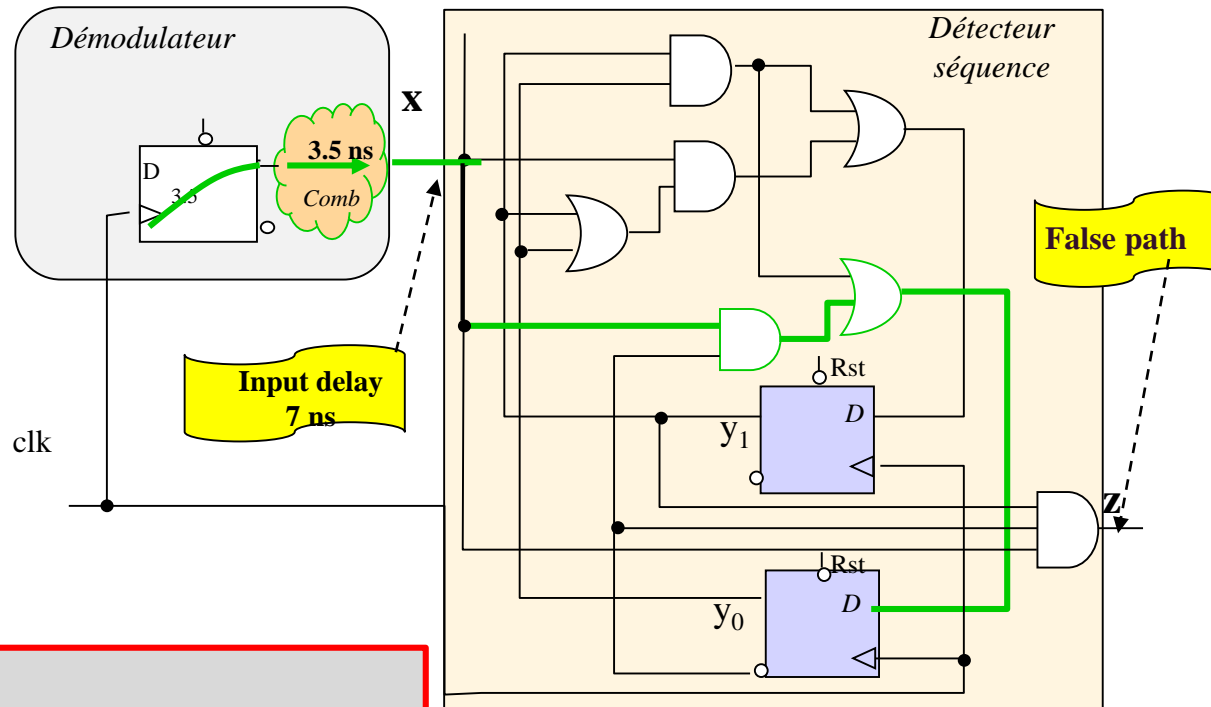 Démodulateur
D
3.5
3.5 ns
Comb
x
Input delay
7 ns
clk
Détecteur
séquence
False path
Rst
D
y1
z
Rst
D
y0